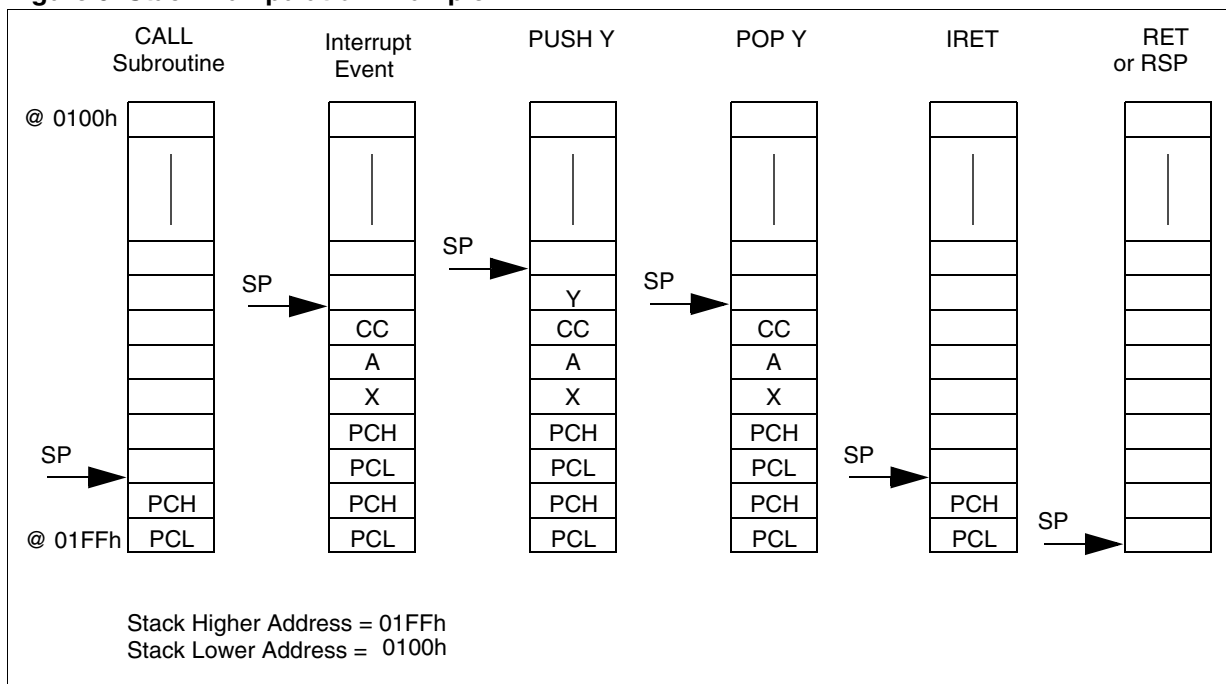 CALL
Subroutine
Interrupt
Event
PUSH Y
POP Y
IRET
RET
or RSP
@ 0100h
SP
PCH
@ 01FFh
PCL
SP
CC
A
X
PCH
PCL
PCH
PCL
SP
Y
CC
A
X
PCH
PCL
PCH
PCL
SP
CC
A
X
PCH
PCL
PCH
PCL
SP
PCH
PCL
SP
Stack Higher Address = 01FFh
Stack Lower Address = 0100h